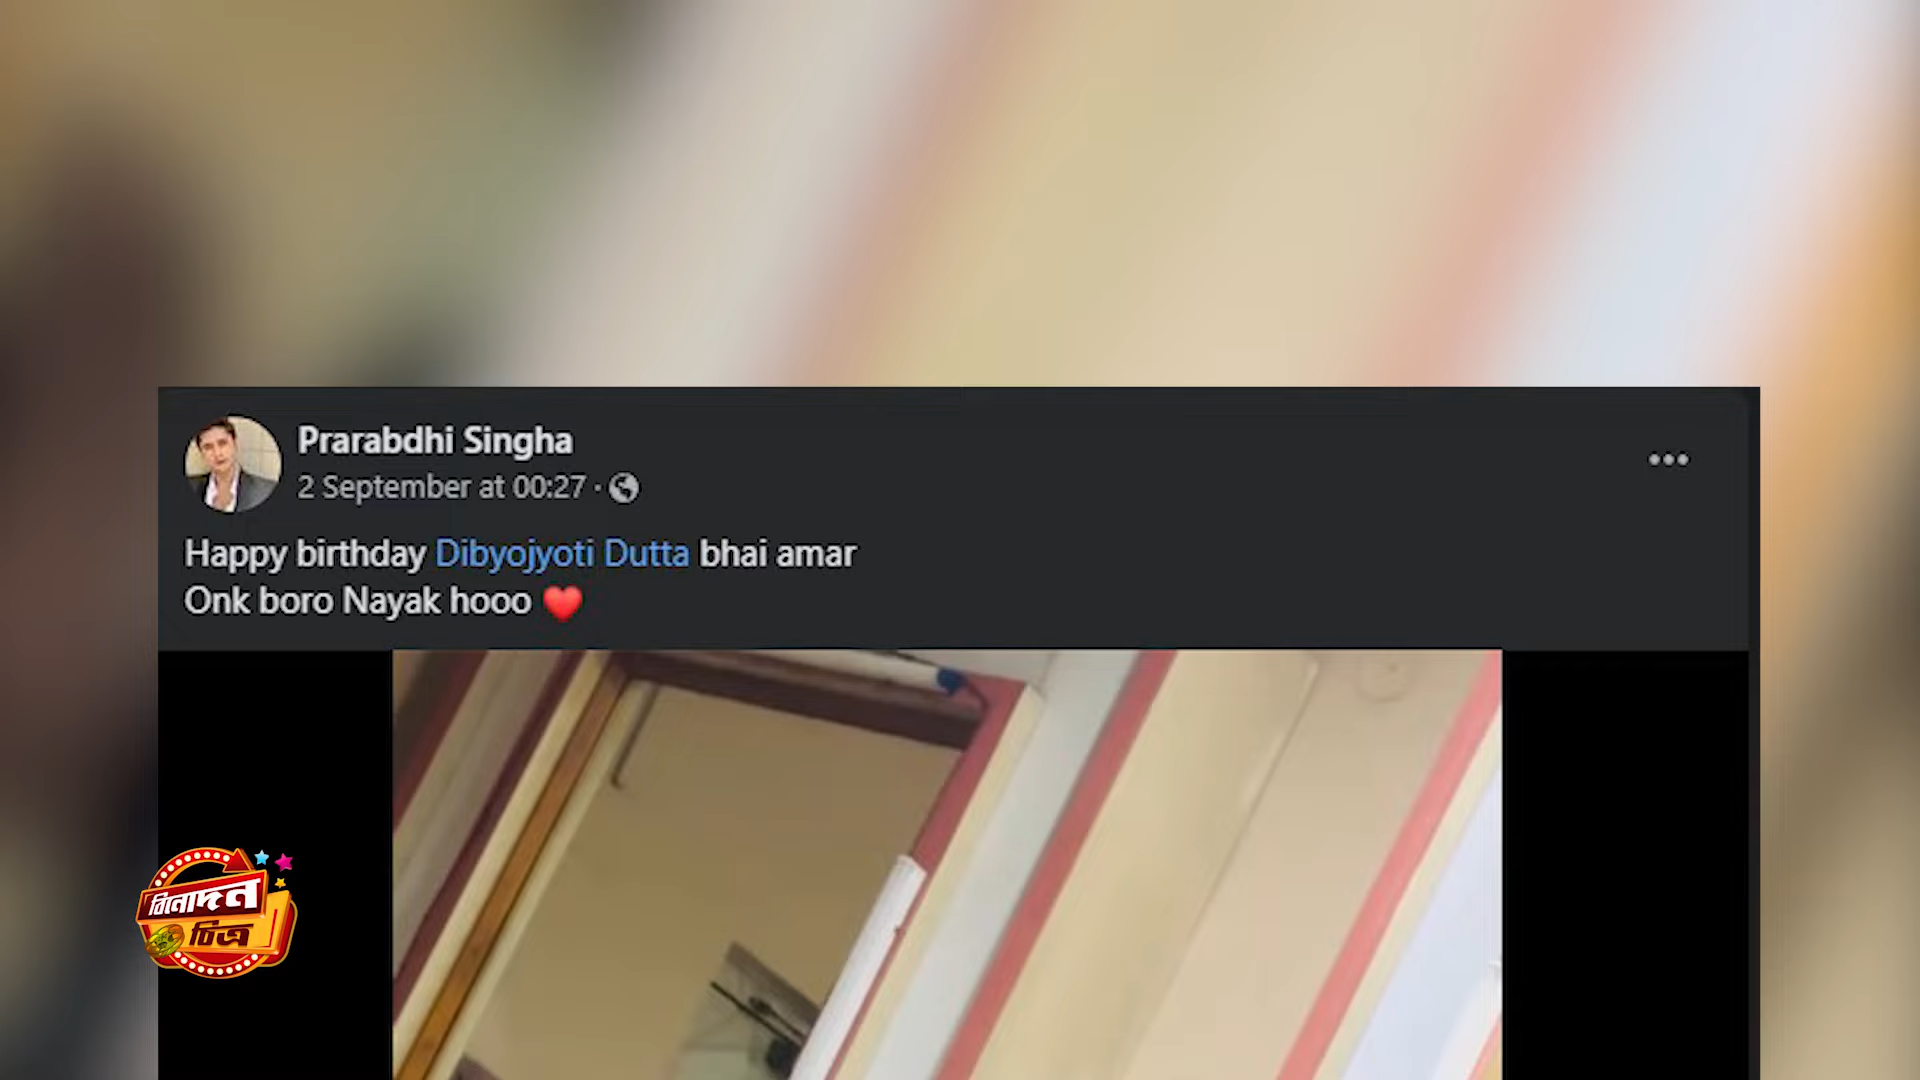 Prarabdhi Singha
2 September at 00:27 ·
Happy birthday Dibyojyoti Dutta bhai amar
Onk boro Nayak hooo ❤️
বিনোদন
চিত্র